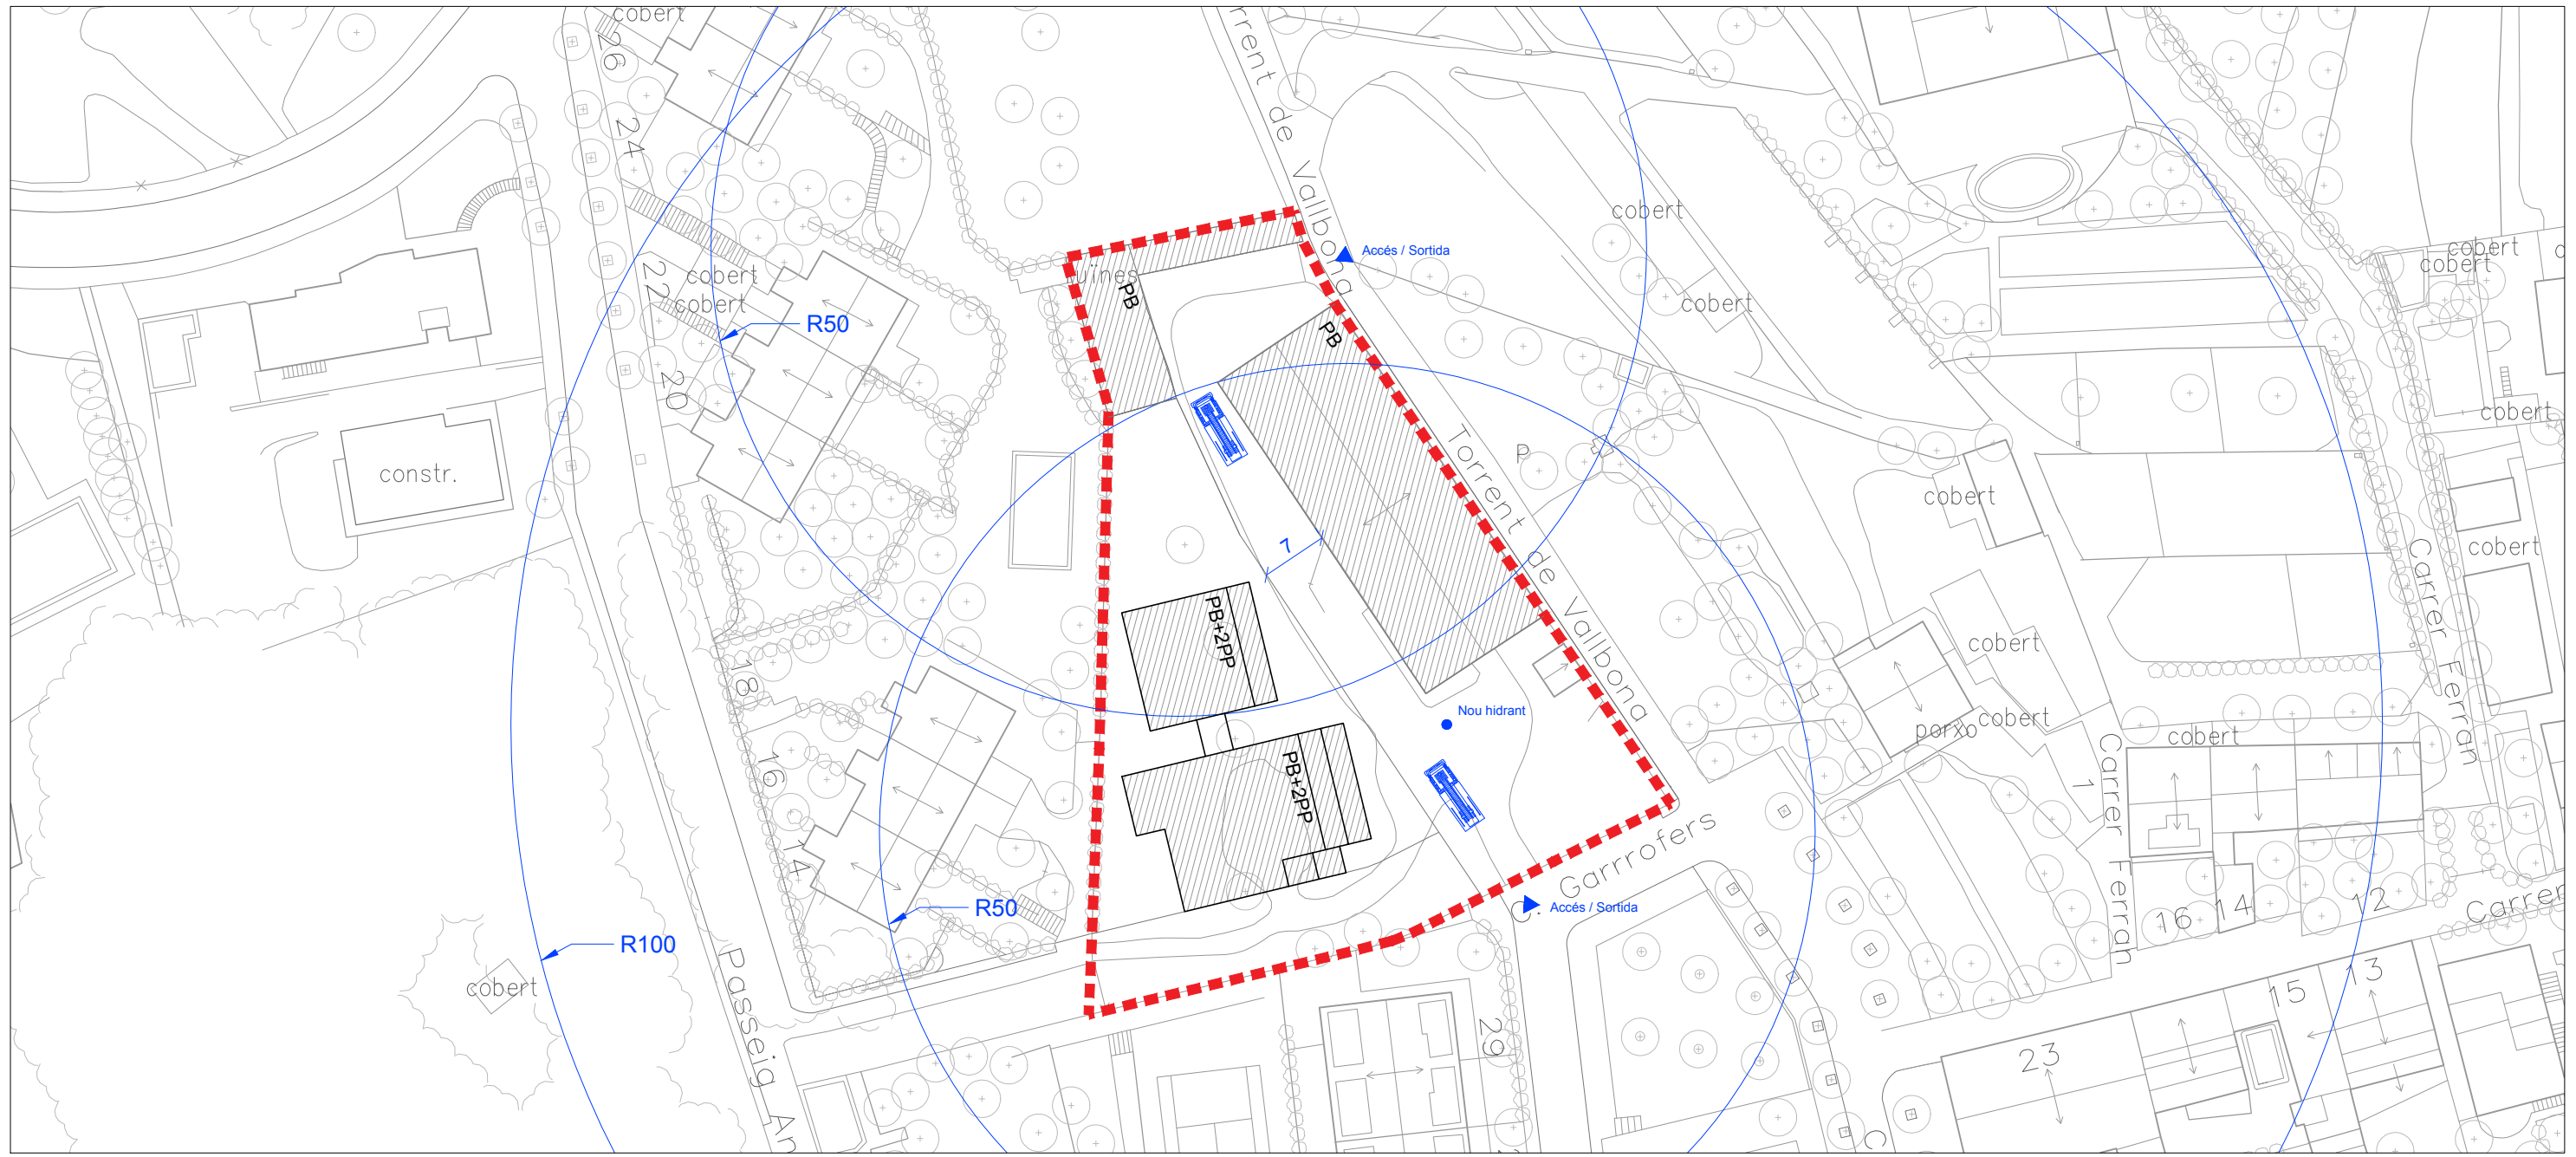 cobert
26
Torrent de Vallbona
24
cobert
Accés / Sortida
cobert
cobert
22
cobert
cobert
cobert
cobert
PB
R50
PB
20
cobert
constr.
P
Torrent de Vallbona
cobert
7
cobert
Carrer Ferran
PB+2PP
cobert
18
Nou hidrant
cobert
porxo
cobert
16
PB+2PP
Carrer Ferran
1
14
C. Garrrofers
Accés / Sortida
R50
16
14
12
Carrer
R100
cobert
Passeig An
29
23
15
13
C